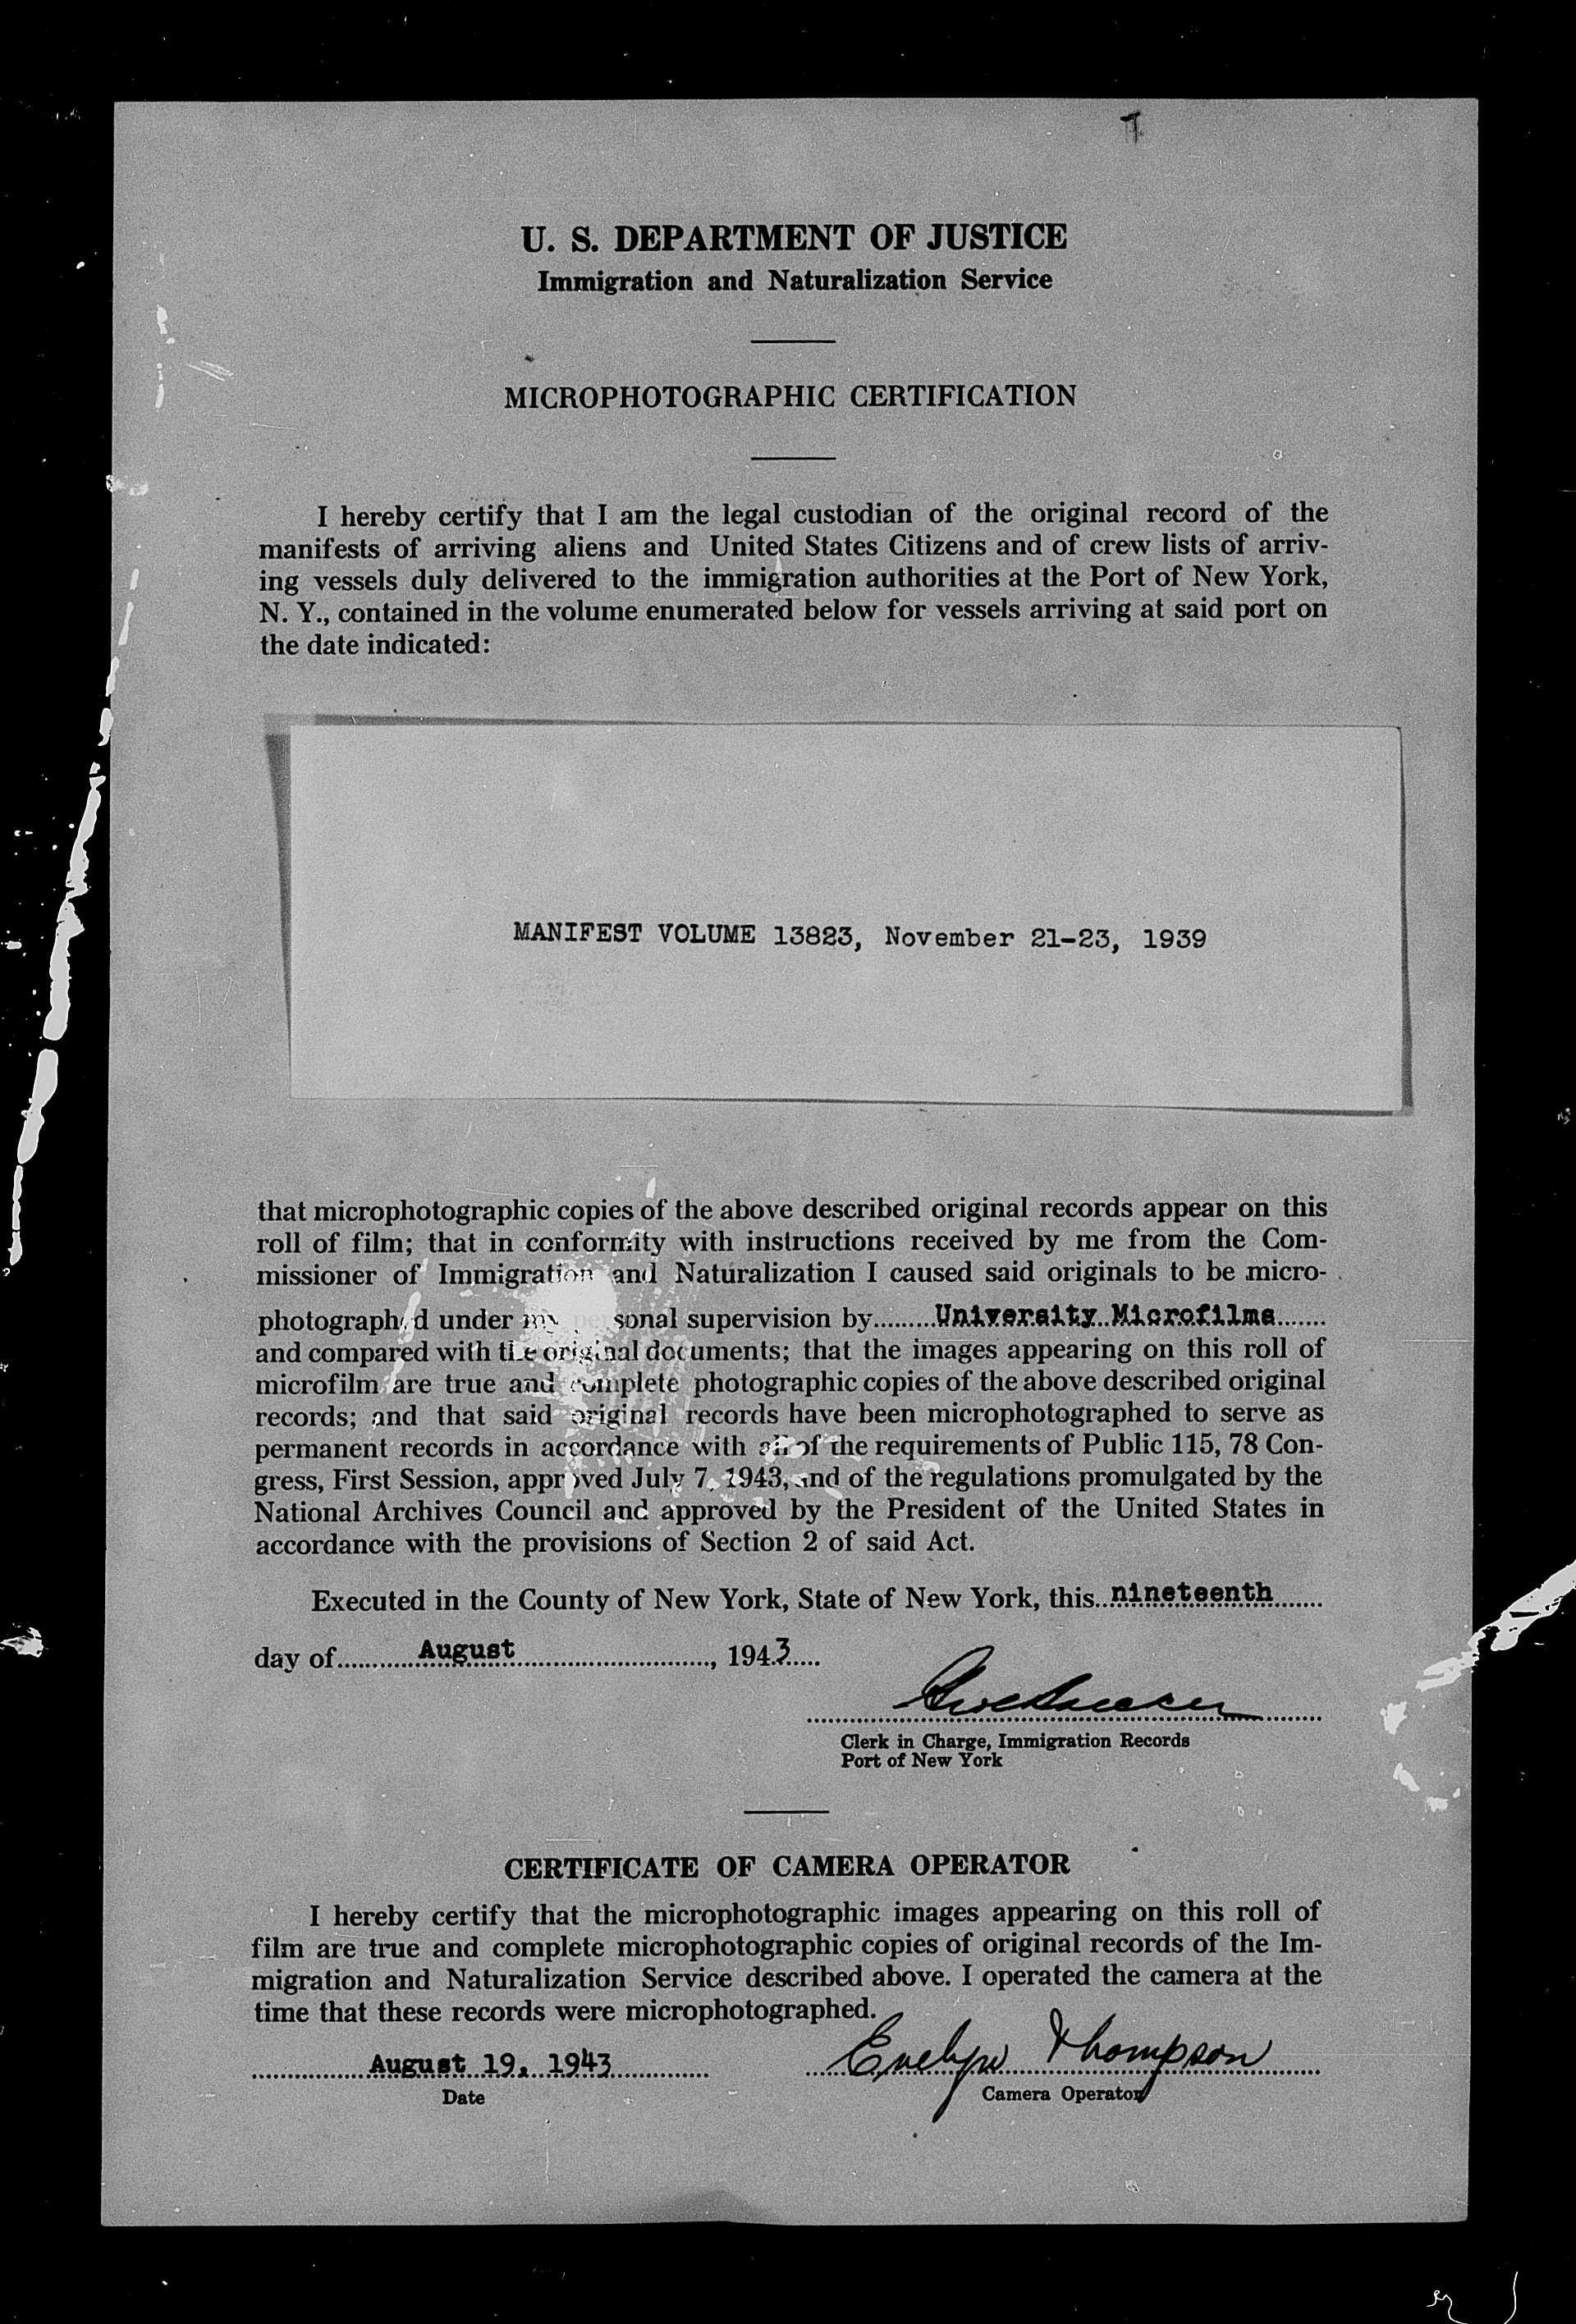 U. S. DEPARTMENT OF JUSTICE
Immigration and Naturalization Service
MICROPHOTOGRAPHIC CERTIFICATION
I hereby certify that I am the legal custodian of the original record of the
manifests of arriving aliens and United States Citizens and of crew lists of arriv-
ing vessels duly delivered to the immigration authorities at the Port of New York,
N. Y., contained in the volume enumerated below for vessels arriving at said port on
the date indicated:
MANIFEST VOLUME 13823, November 21-23, 1939
that microphotographic copies of the above described original records appear on this
roll of film; that in conformity with instructions received by me from the Com-
missioner of Immigration and Naturalization I caused said originals to be micro-
photographed under my personal supervision by University Microfilms
and compared with the original documents; that the images appearing on this roll of
microfilm are true and complete photographic copies of the above described original
records; and that said original records have been microphotographed to serve as
permanent records in accordance with all of the requirements of Public 115, 78 Con-
gress, First Session, approved July 7, 1943, and of the regulations promulgated by the
National Archives Council and approved by the President of the United States in
accordance with the provisions of Section 2 of said Act.
Executed in the County of New York, State of New York, this nineteenth
day of August, 1943
Clerk in Charge, Immigration Records
Port of New York
CERTIFICATE OF CAMERA OPERATOR
I hereby certify that the microphotographic images appearing on this roll of
film are true and complete microphotographic copies of original records of the Im-
migration and Naturalization Service described above. I operated the camera at the
time that these records were microphotographed.
August 19, 1943 Evelyn Thompson
Date Camera Operator